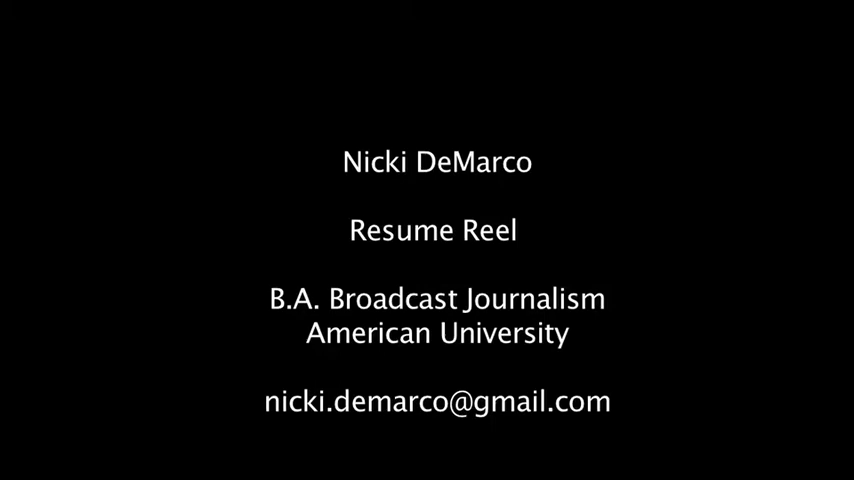 Nicki DeMarco
Resume Reel
B.A. Broadcast Journalism
American University
nicki.demarco@gmail.com